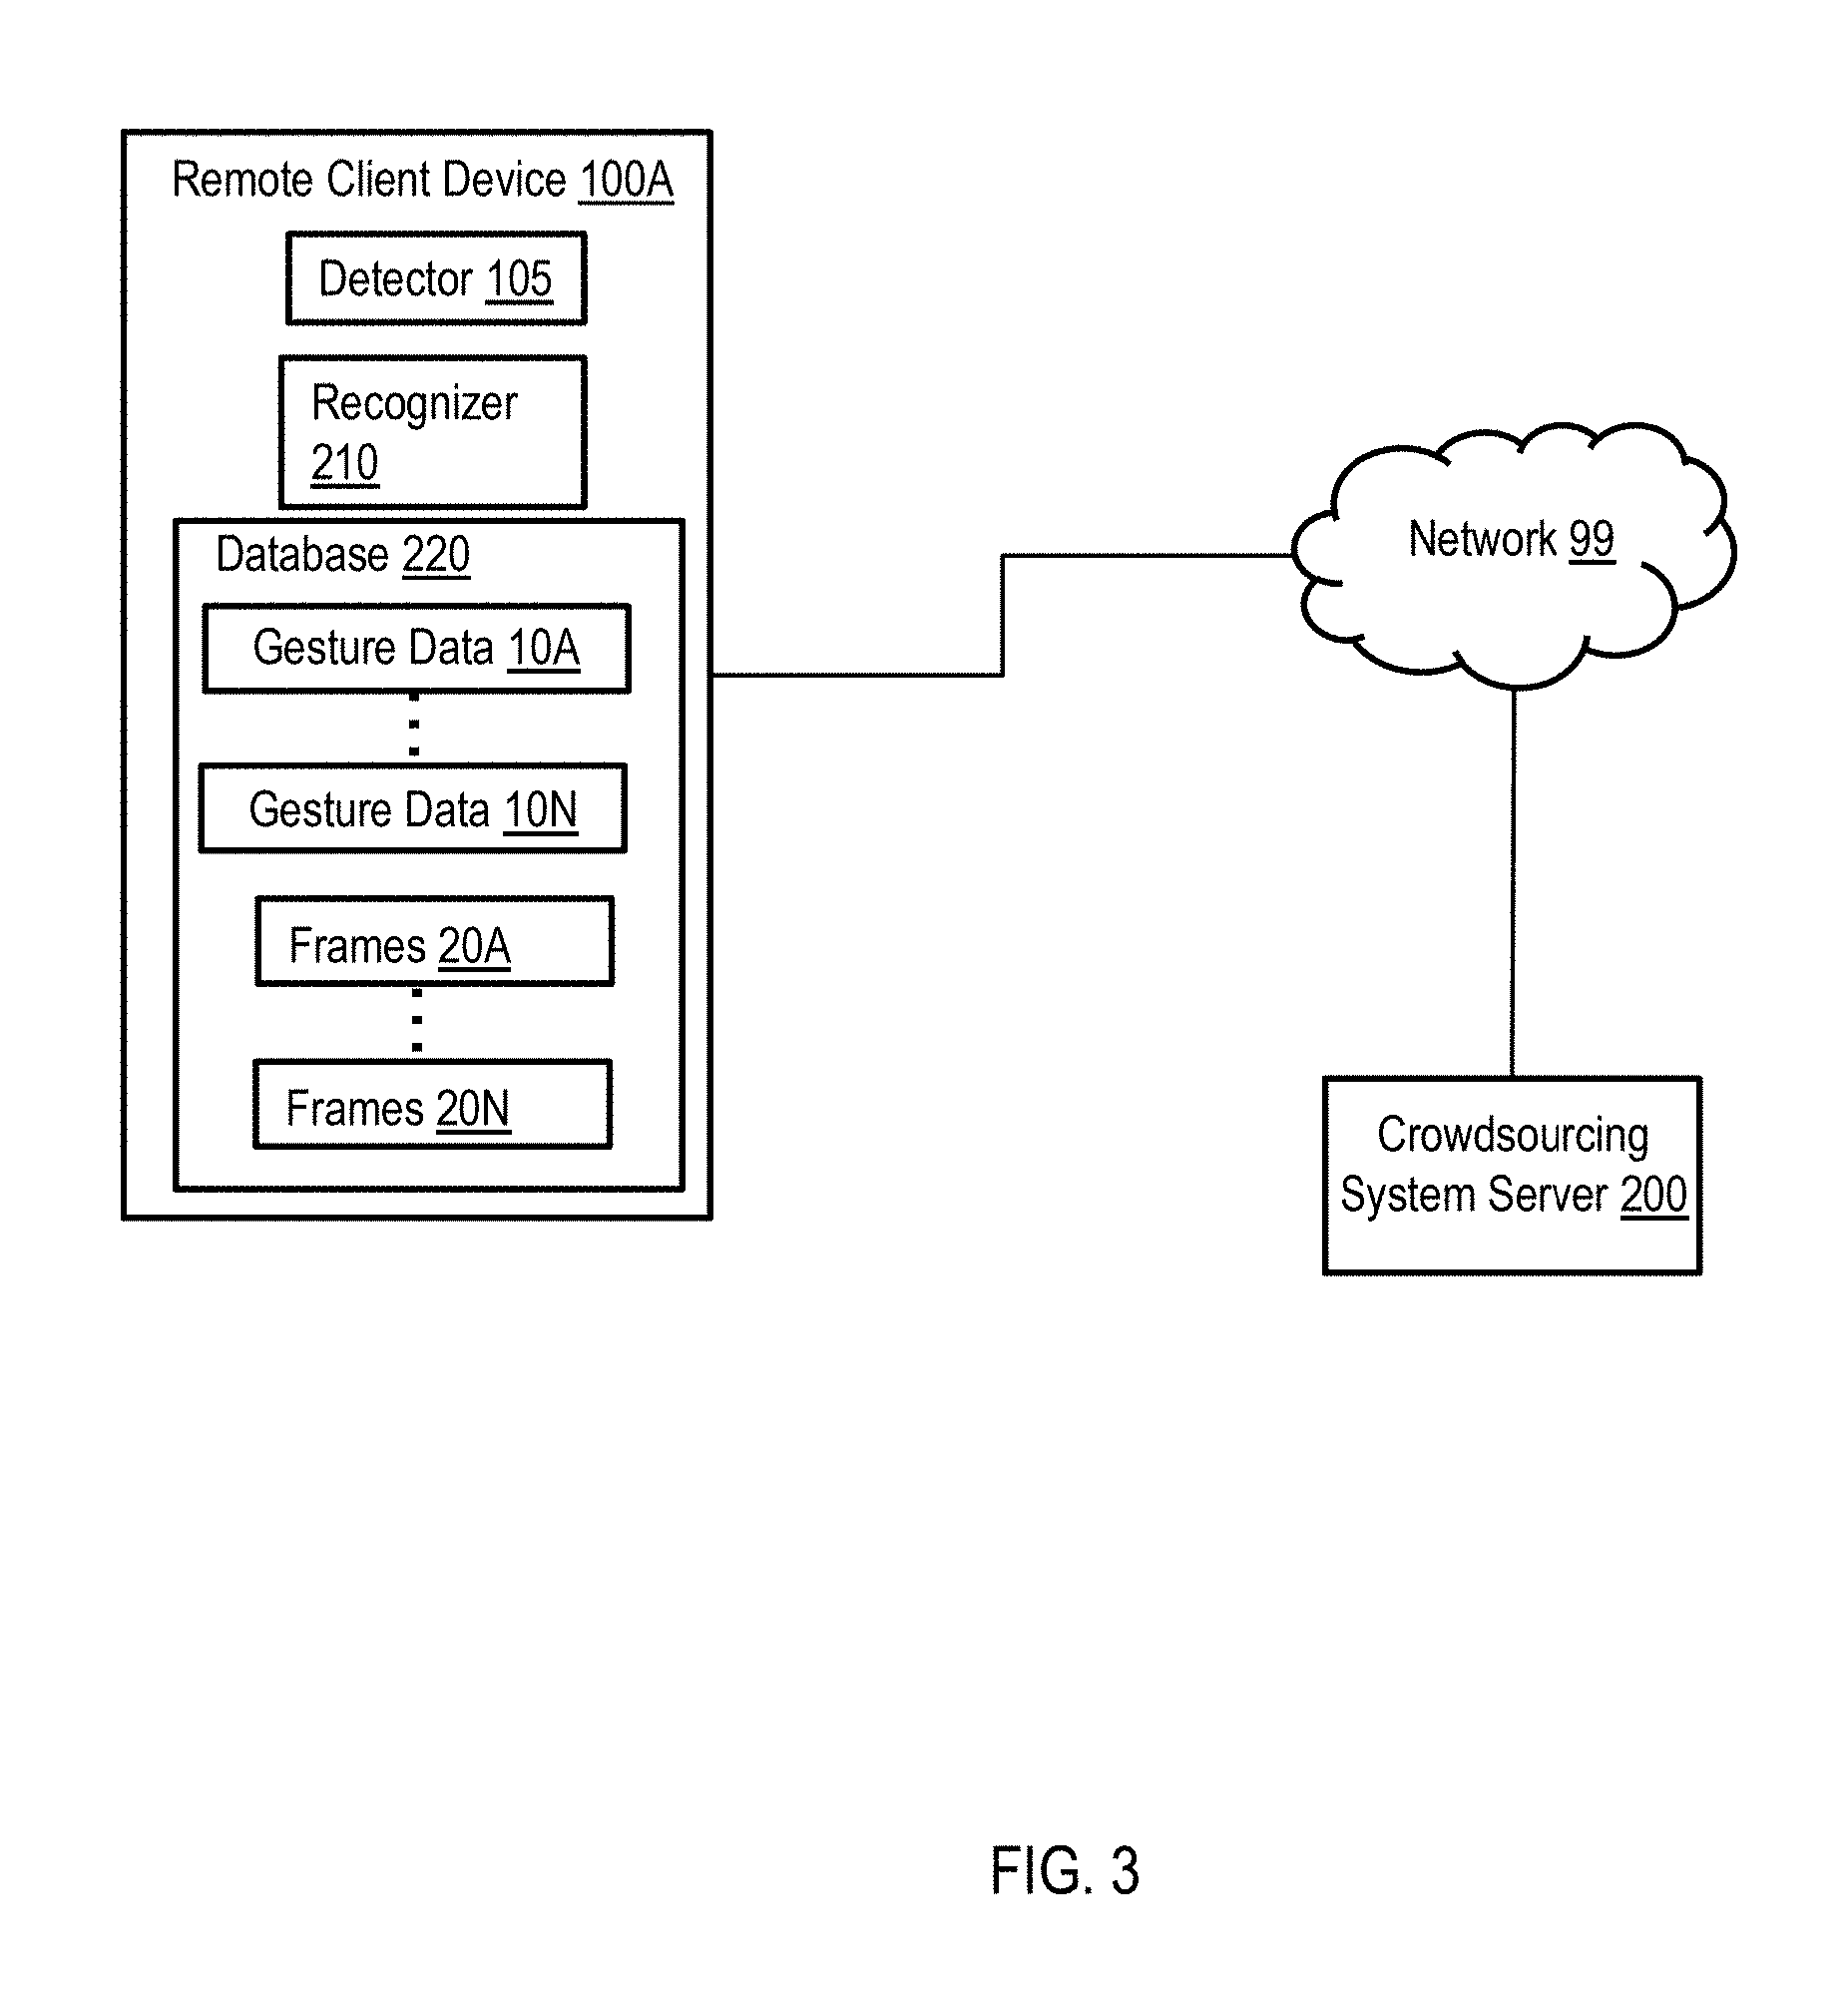 Remote Client Device 100A
Detector 105
Recognizer
210
Database 220
Gesture Data 10A
Gesture Data 10N
Frames 20A
Frames 20N
Network 99
Crowdsourcing
System Server 200
FIG. 3